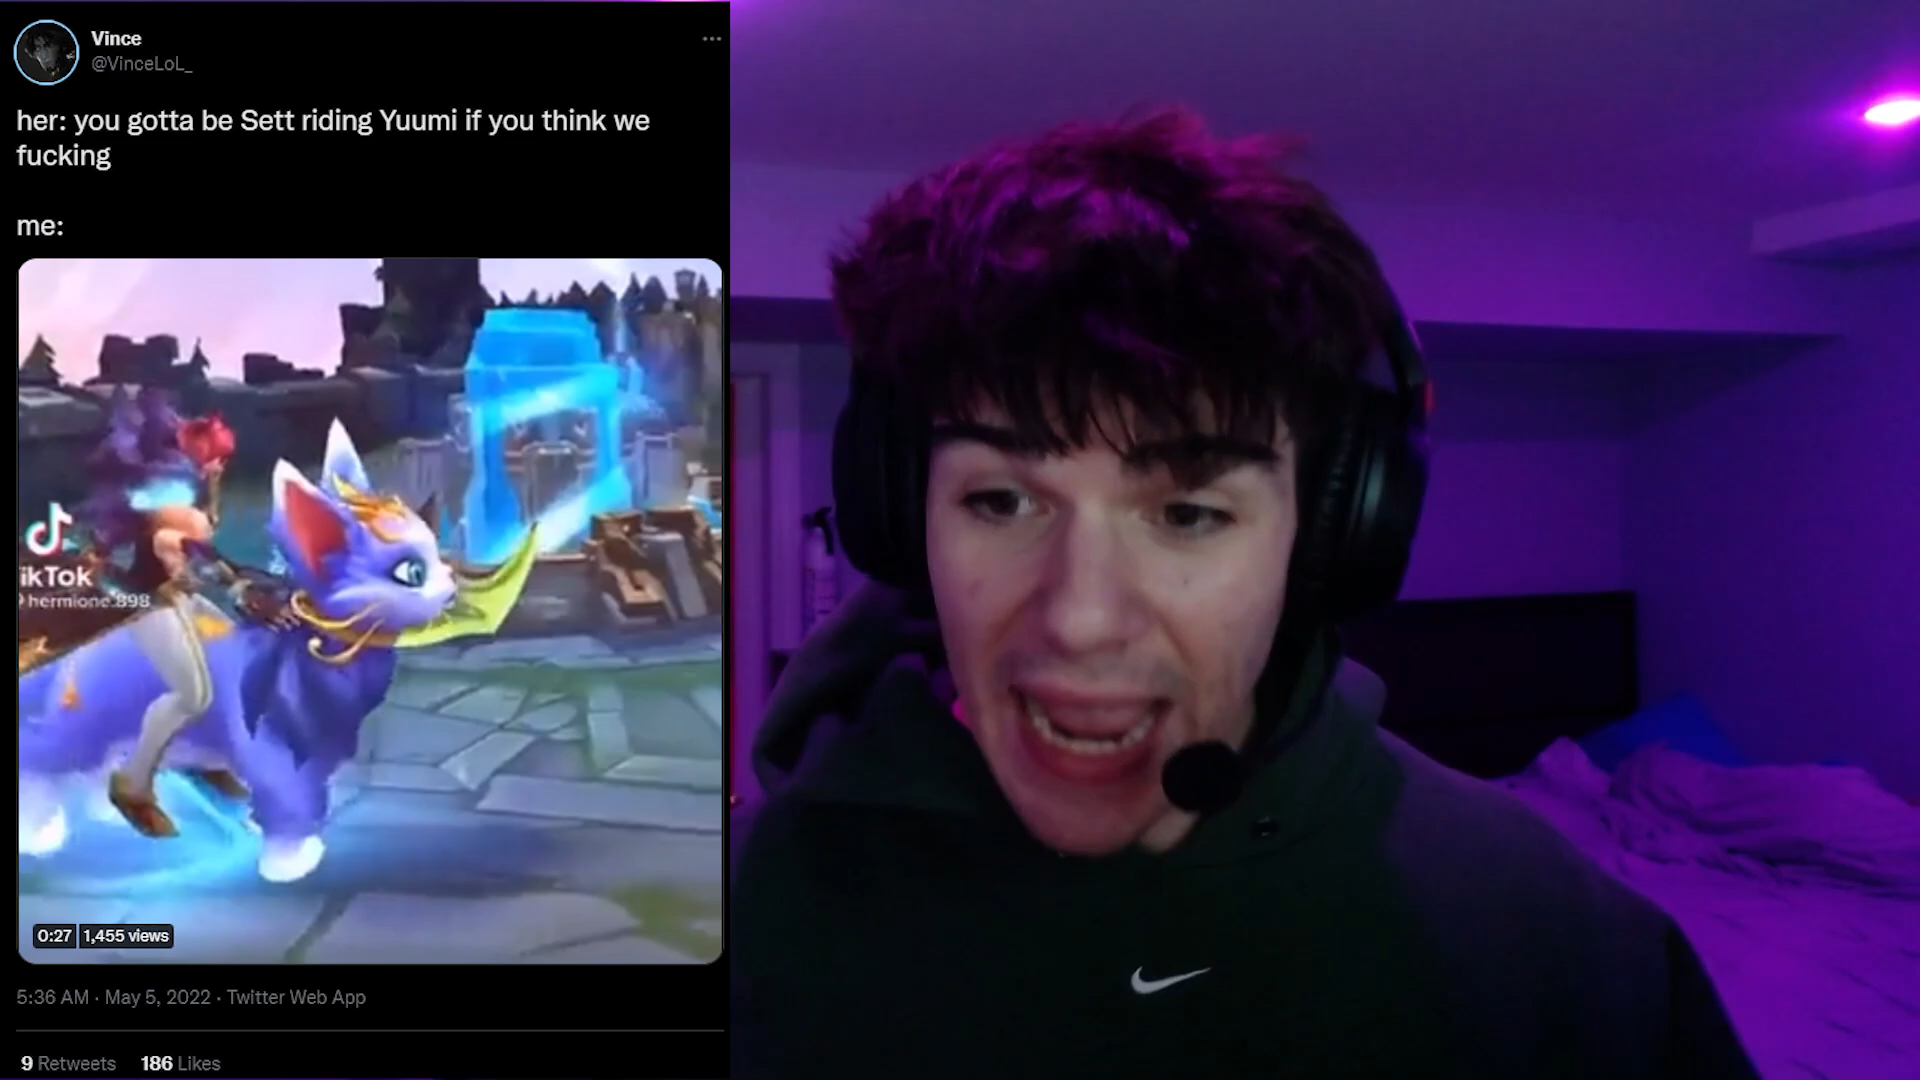 Vince
@VinceLoL_
her: you gotta be Sett riding Yuumi if you think we
fucking
me:
ikTok
hermione.898
0:27 1,455 views
5:36 AM · May 5, 2022 · Twitter Web App
9 Retweets 186 Likes